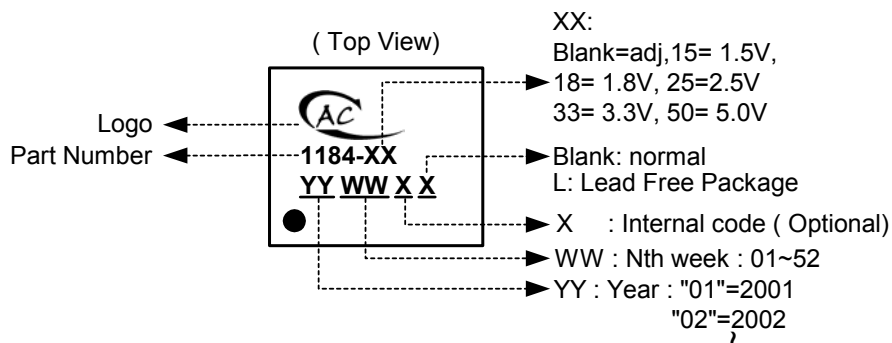 ( Top View)
XX:
Blank=adj,15= 1.5V,
18= 1.8V, 25=2.5V
33= 3.3V, 50= 5.0V
AC
Logo
Part Number
1184-XX
YY WW X X
Blank: normal
L: Lead Free Package
X : Internal code ( Optional)
WW : Nth week : 01~52
YY : Year : "01"=2001
"02"=2002
~